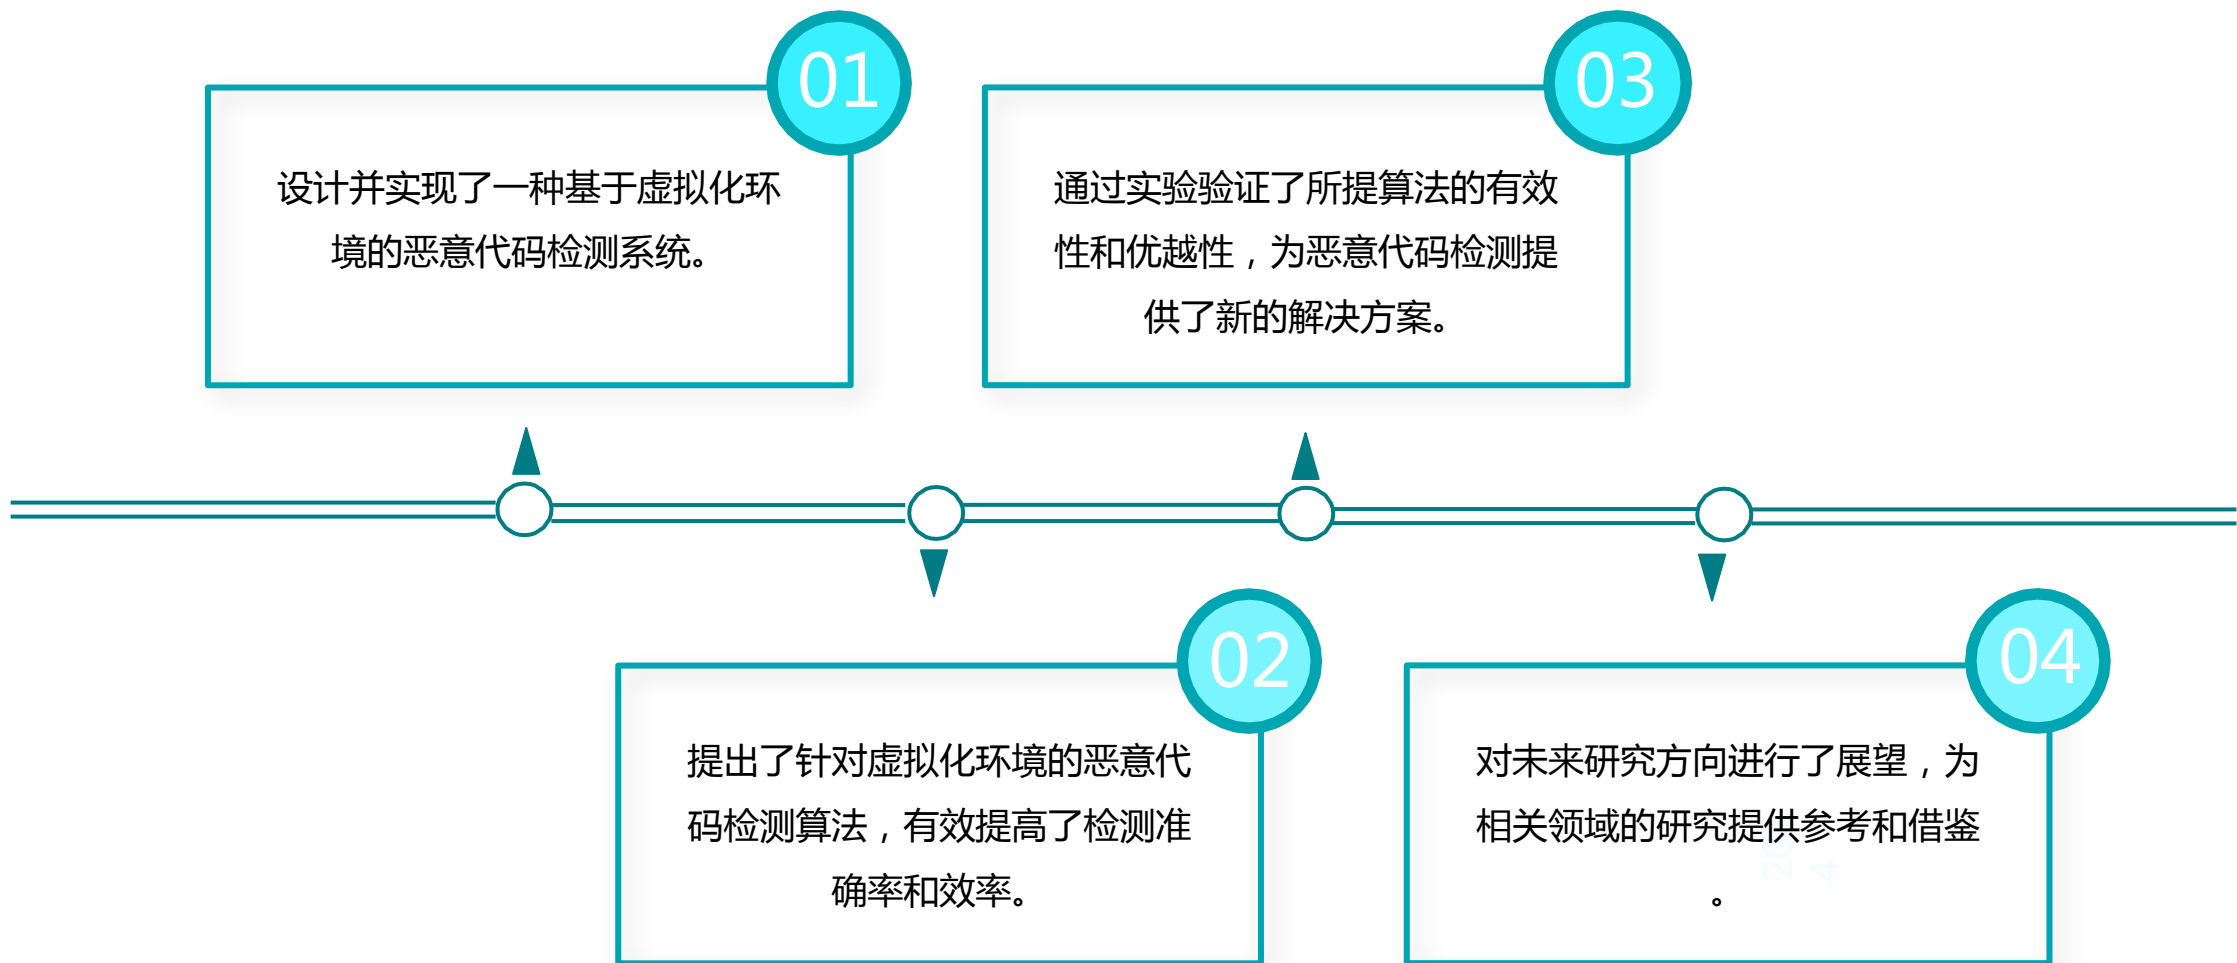 01
设计并实现了一种基于虚拟化环
境的恶意代码检测系统。
03
通过实验验证了所提算法的有效
性和优越性，为恶意代码检测提
供了新的解决方案。
02
提出了针对虚拟化环境的恶意代
码检测算法，有效提高了检测准
确率和效率。
04
对未来研究方向进行了展望，为
相关领域的研究提供参考和借鉴
。